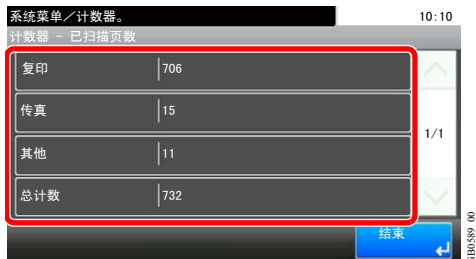 系统菜单／计数器。 10:10
计数器 - 已扫描页数
复印 706
传真 15
其他 11
总计数 732
1/1
结束
GB0589_00